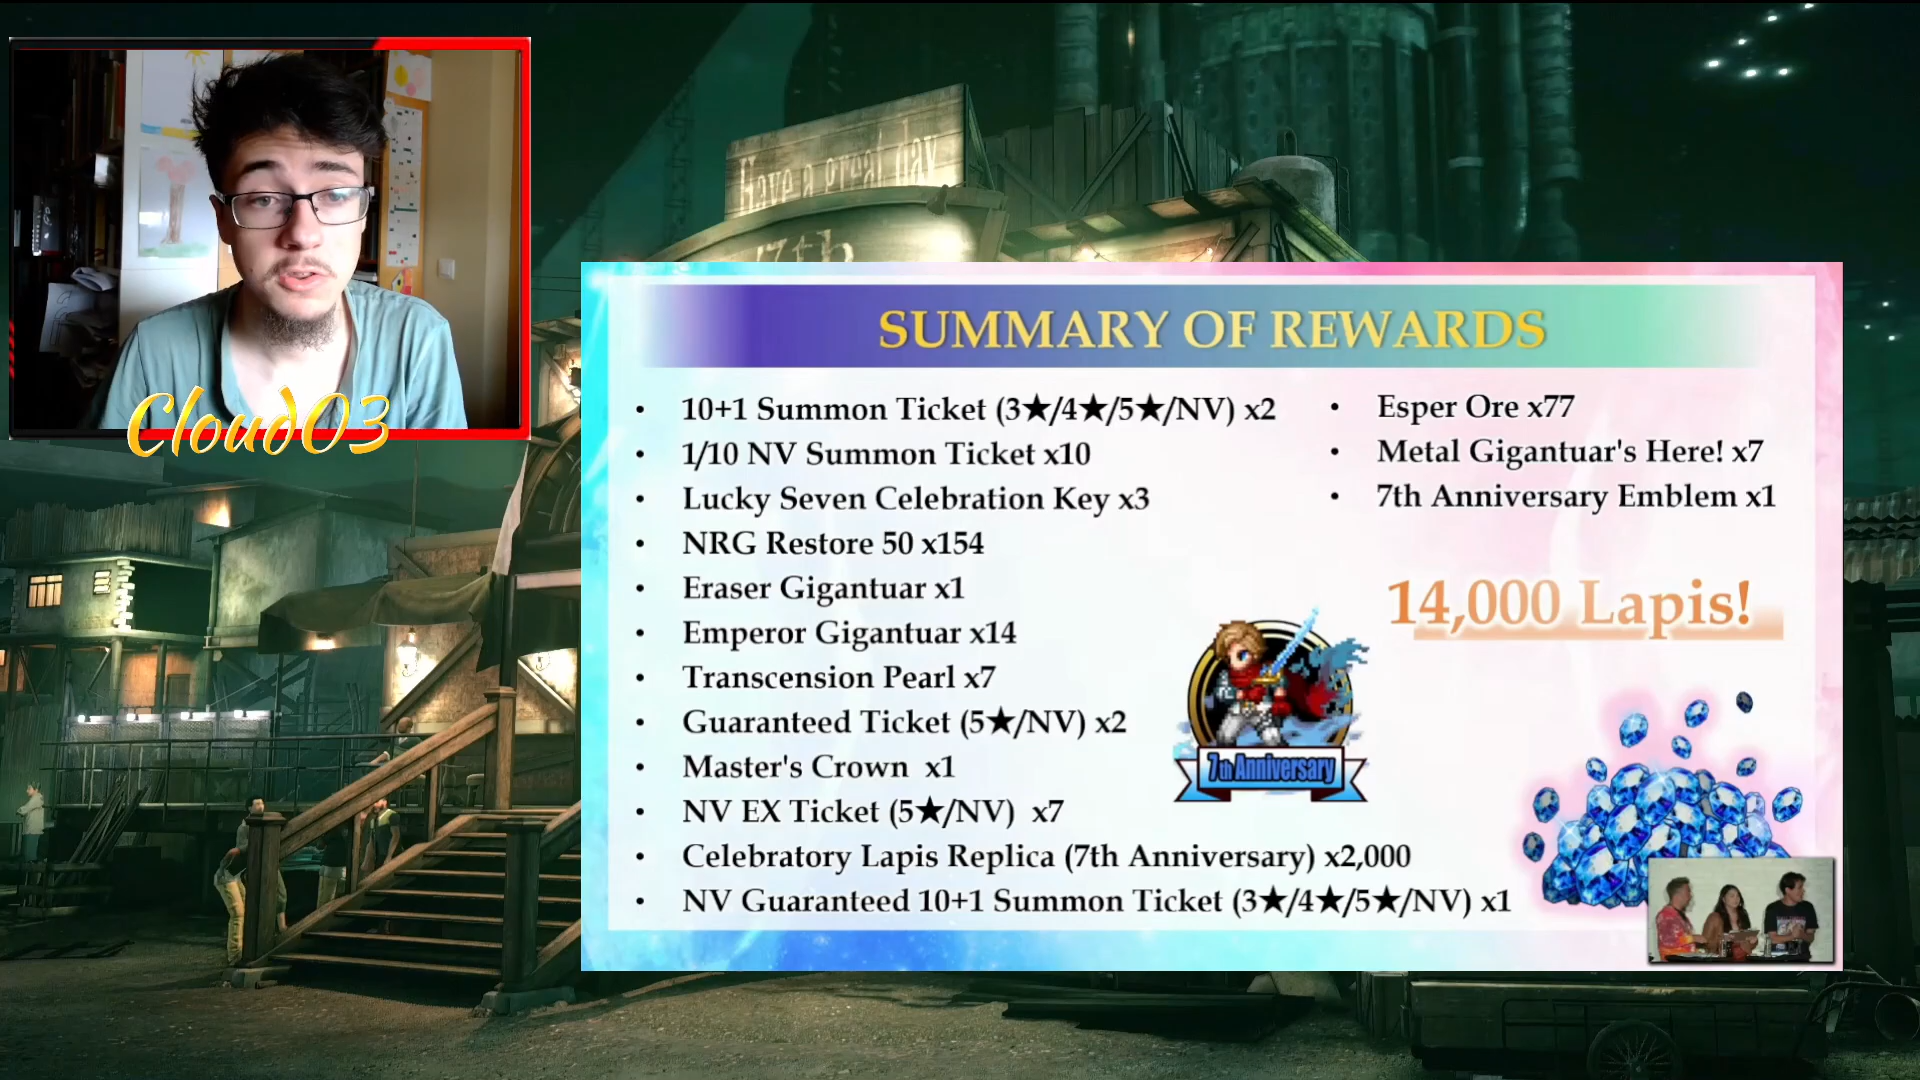 Have a great day
7th
Cloud03
SUMMARY OF REWARDS
• 10+1 Summon Ticket (3★/4★/5★/NV) x2
• 1/10 NV Summon Ticket x10
• Lucky Seven Celebration Key x3
• NRG Restore 50 x154
• Eraser Gigantuar x1
• Emperor Gigantuar x14
• Transcension Pearl x7
• Guaranteed Ticket (5★/NV) x2
• Master's Crown x1
• NV EX Ticket (5★/NV) x7
• Celebratory Lapis Replica (7th Anniversary) x2,000
• NV Guaranteed 10+1 Summon Ticket (3★/4★/5★/NV) x1
• Esper Ore x77
• Metal Gigantuar's Here! x7
• 7th Anniversary Emblem x1
14,000 Lapis!
7th Anniversary